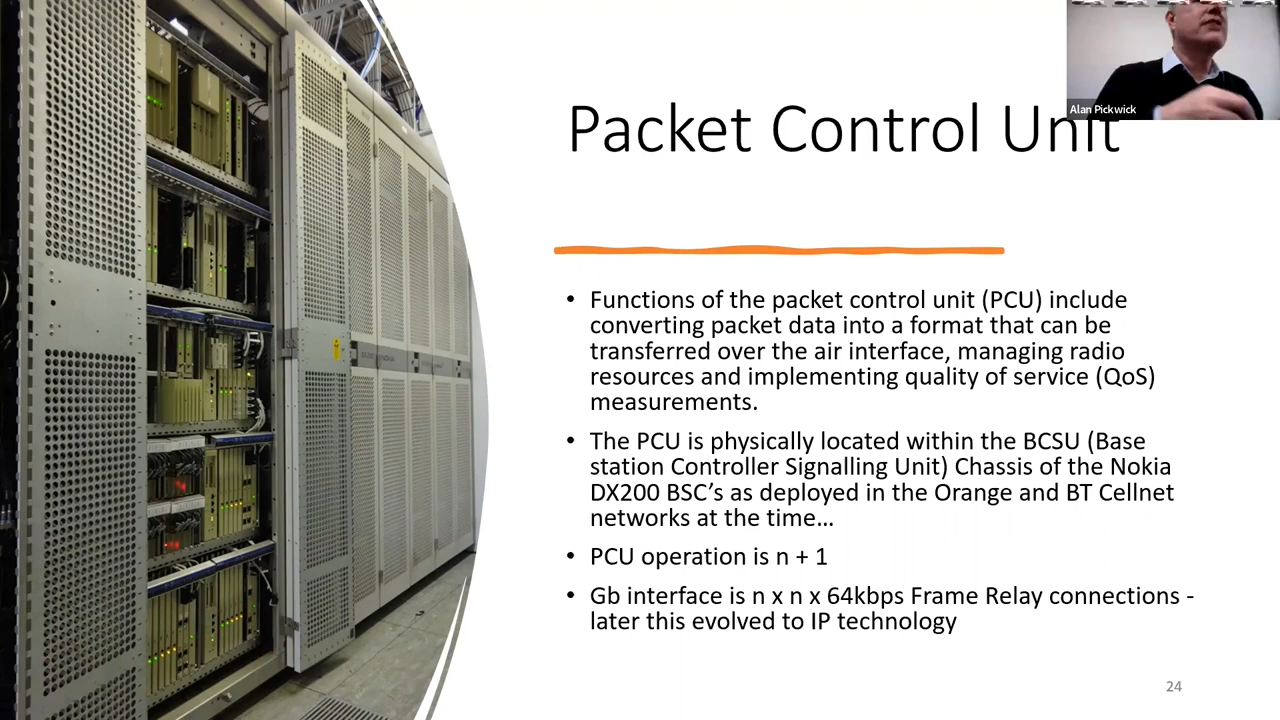 Alan Pickwick
Packet Control Unit
• Functions of the packet control unit (PCU) include
converting packet data into a format that can be
transferred over the air interface, managing radio
resources and implementing quality of service (QoS)
measurements.
• The PCU is physically located within the BCSU (Base
station Controller Signalling Unit) Chassis of the Nokia
DX200 BSC’s as deployed in the Orange and BT Cellnet
networks at the time…
• PCU operation is n + 1
• Gb interface is n x n x 64kbps Frame Relay connections -
later this evolved to IP technology
24